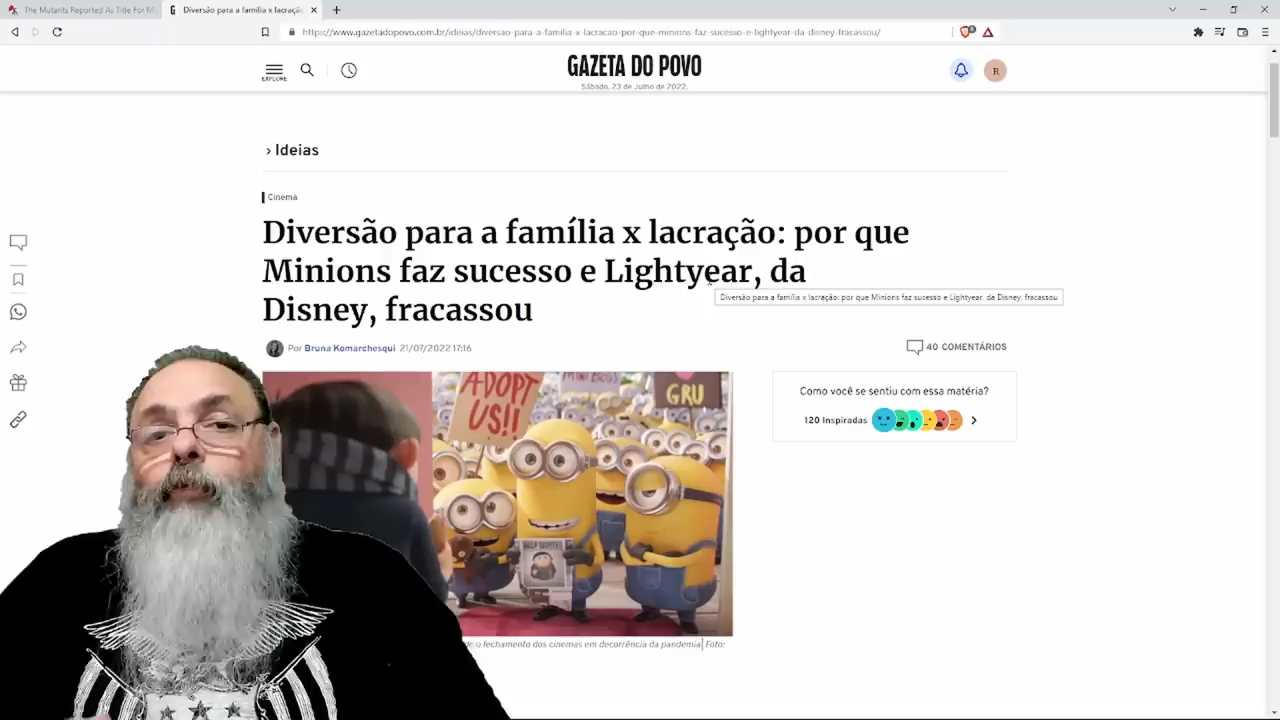 The Mutants Reported As Title For M
Diversão para a família x lacração
https://www.gazetadopovo.com.br/ideias/diversao-para-a-familia-x-lacracao-por-que-minions-faz-sucesso-e-lightyear-da-disney-fracassou/
EXPLORE
GAZETA DO POVO
Sábado, 23 de Julho de 2022.
R
› Ideias
Cinema
Diversão para a família x lacração: por que
Minions faz sucesso e Lightyear, da
Disney, fracassou
Diversão para a família x lacração: por que Minions faz sucesso e Lightyear, da Disney, fracassou
Por Bruna Komarchesqui 21/07/2022 17:16
40 COMENTÁRIOS
Como você se sentiu com essa matéria?
120 Inspiradas
ADOPT
US!!
MINI BOSS
GRU
o fechamento dos cinemas em decorrência da pandemia| Foto: